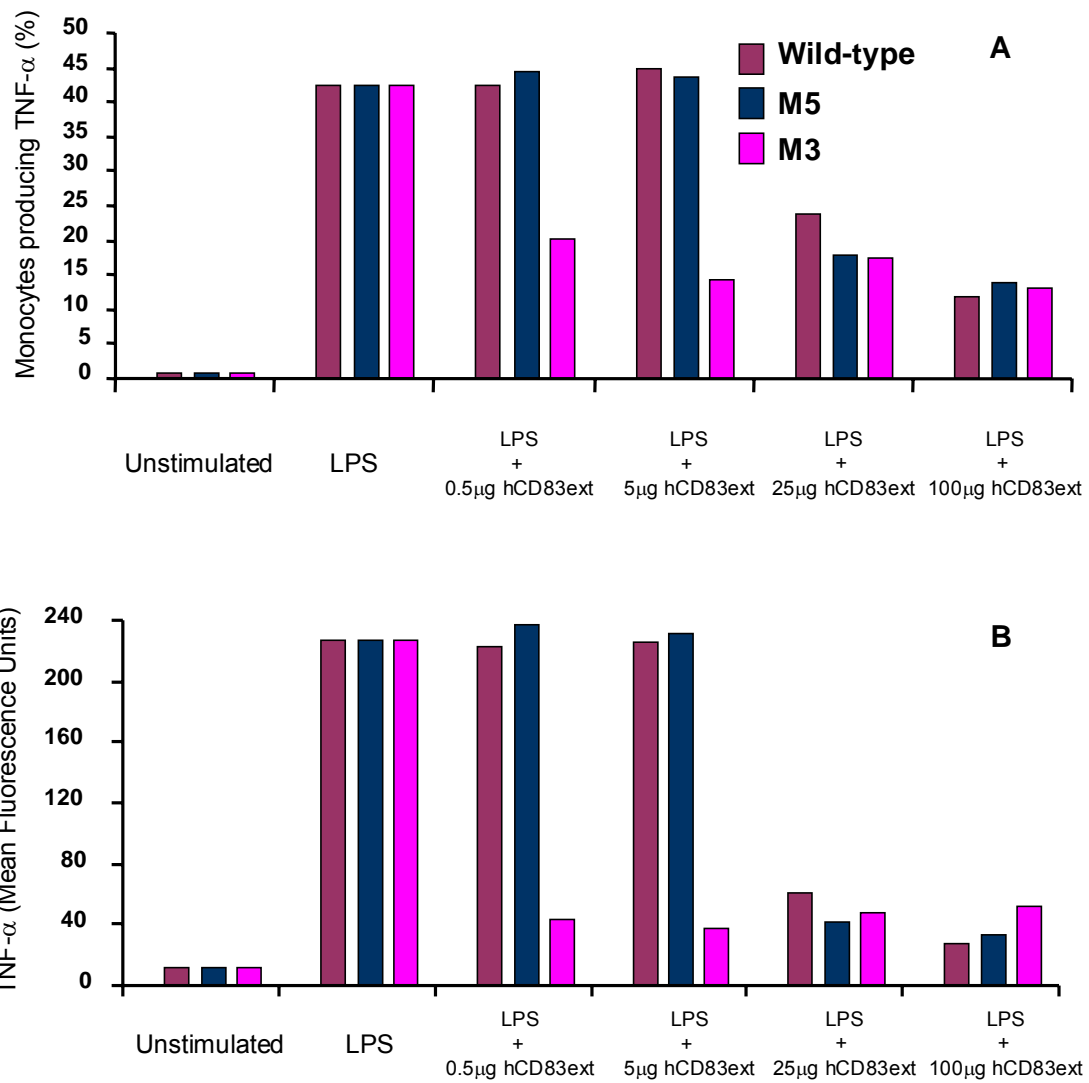 Monocytes producing TNF-α (%)
50
45
40
35
30
25
20
15
10
5
0
Wild-type
M5
M3
A
Unstimulated
LPS
LPS
+
0.5μg hCD83ext
LPS
+
5μg hCD83ext
LPS
+
25μg hCD83ext
LPS
+
100μg hCD83ext
TNF-α (Mean Fluorescence Units)
240
200
160
120
80
40
0
B
Unstimulated
LPS
LPS
+
0.5μg hCD83ext
LPS
+
5μg hCD83ext
LPS
+
25μg hCD83ext
LPS
+
100μg hCD83ext